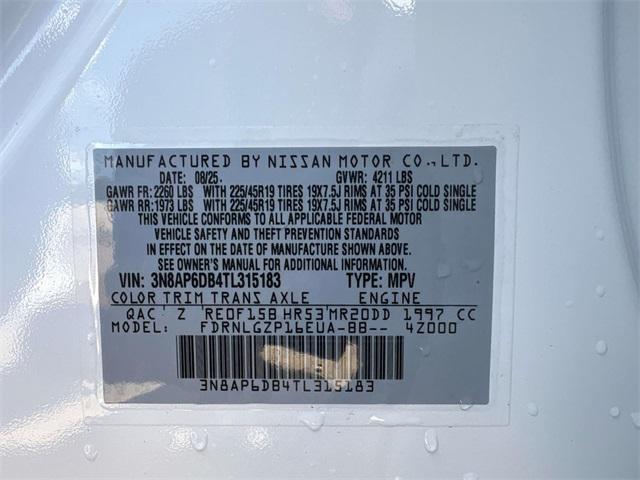 MANUFACTURED BY NISSAN MOTOR CO.,LTD.
DATE: 08/25. GVWR: 4211 LBS
GAWR FR: 2260 LBS WITH 225/45R19 TIRES 19X7.5J RIMS AT 35 PSI COLD SINGLE
GAWR RR: 1973 LBS WITH 225/45R19 TIRES 19X7.5J RIMS AT 35 PSI COLD SINGLE
THIS VEHICLE CONFORMS TO ALL APPLICABLE FEDERAL MOTOR
VEHICLE SAFETY AND THEFT PREVENTION STANDARDS
IN EFFECT ON THE DATE OF MANUFACTURE SHOWN ABOVE.
SEE OWNER'S MANUAL FOR ADDITIONAL INFORMATION.
VIN: 3N8AP6DB4TL315183 TYPE: MPV
COLOR TRIM TRANS AXLE ENGINE
QAC Z RE0F15B HR53 MR20DD 1997 CC
MODEL: FDRNLGZP16EUA-BB-- 4Z000
3N8AP6DB4TL315183